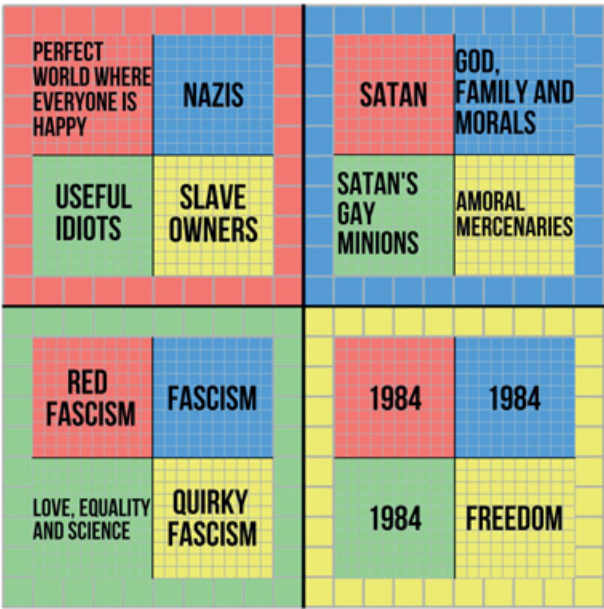 PERFECT
WORLD WHERE
EVERYONE IS
HAPPY
NAZIS
USEFUL
IDIOTS
SLAVE
OWNERS
SATAN
GOD,
FAMILY AND
MORALS
SATAN'S
GAY
MINIONS
AMORAL
MERCENARIES
RED
FASCISM
FASCISM
LOVE, EQUALITY
AND SCIENCE
QUIRKY
FASCISM
1984
1984
1984
FREEDOM